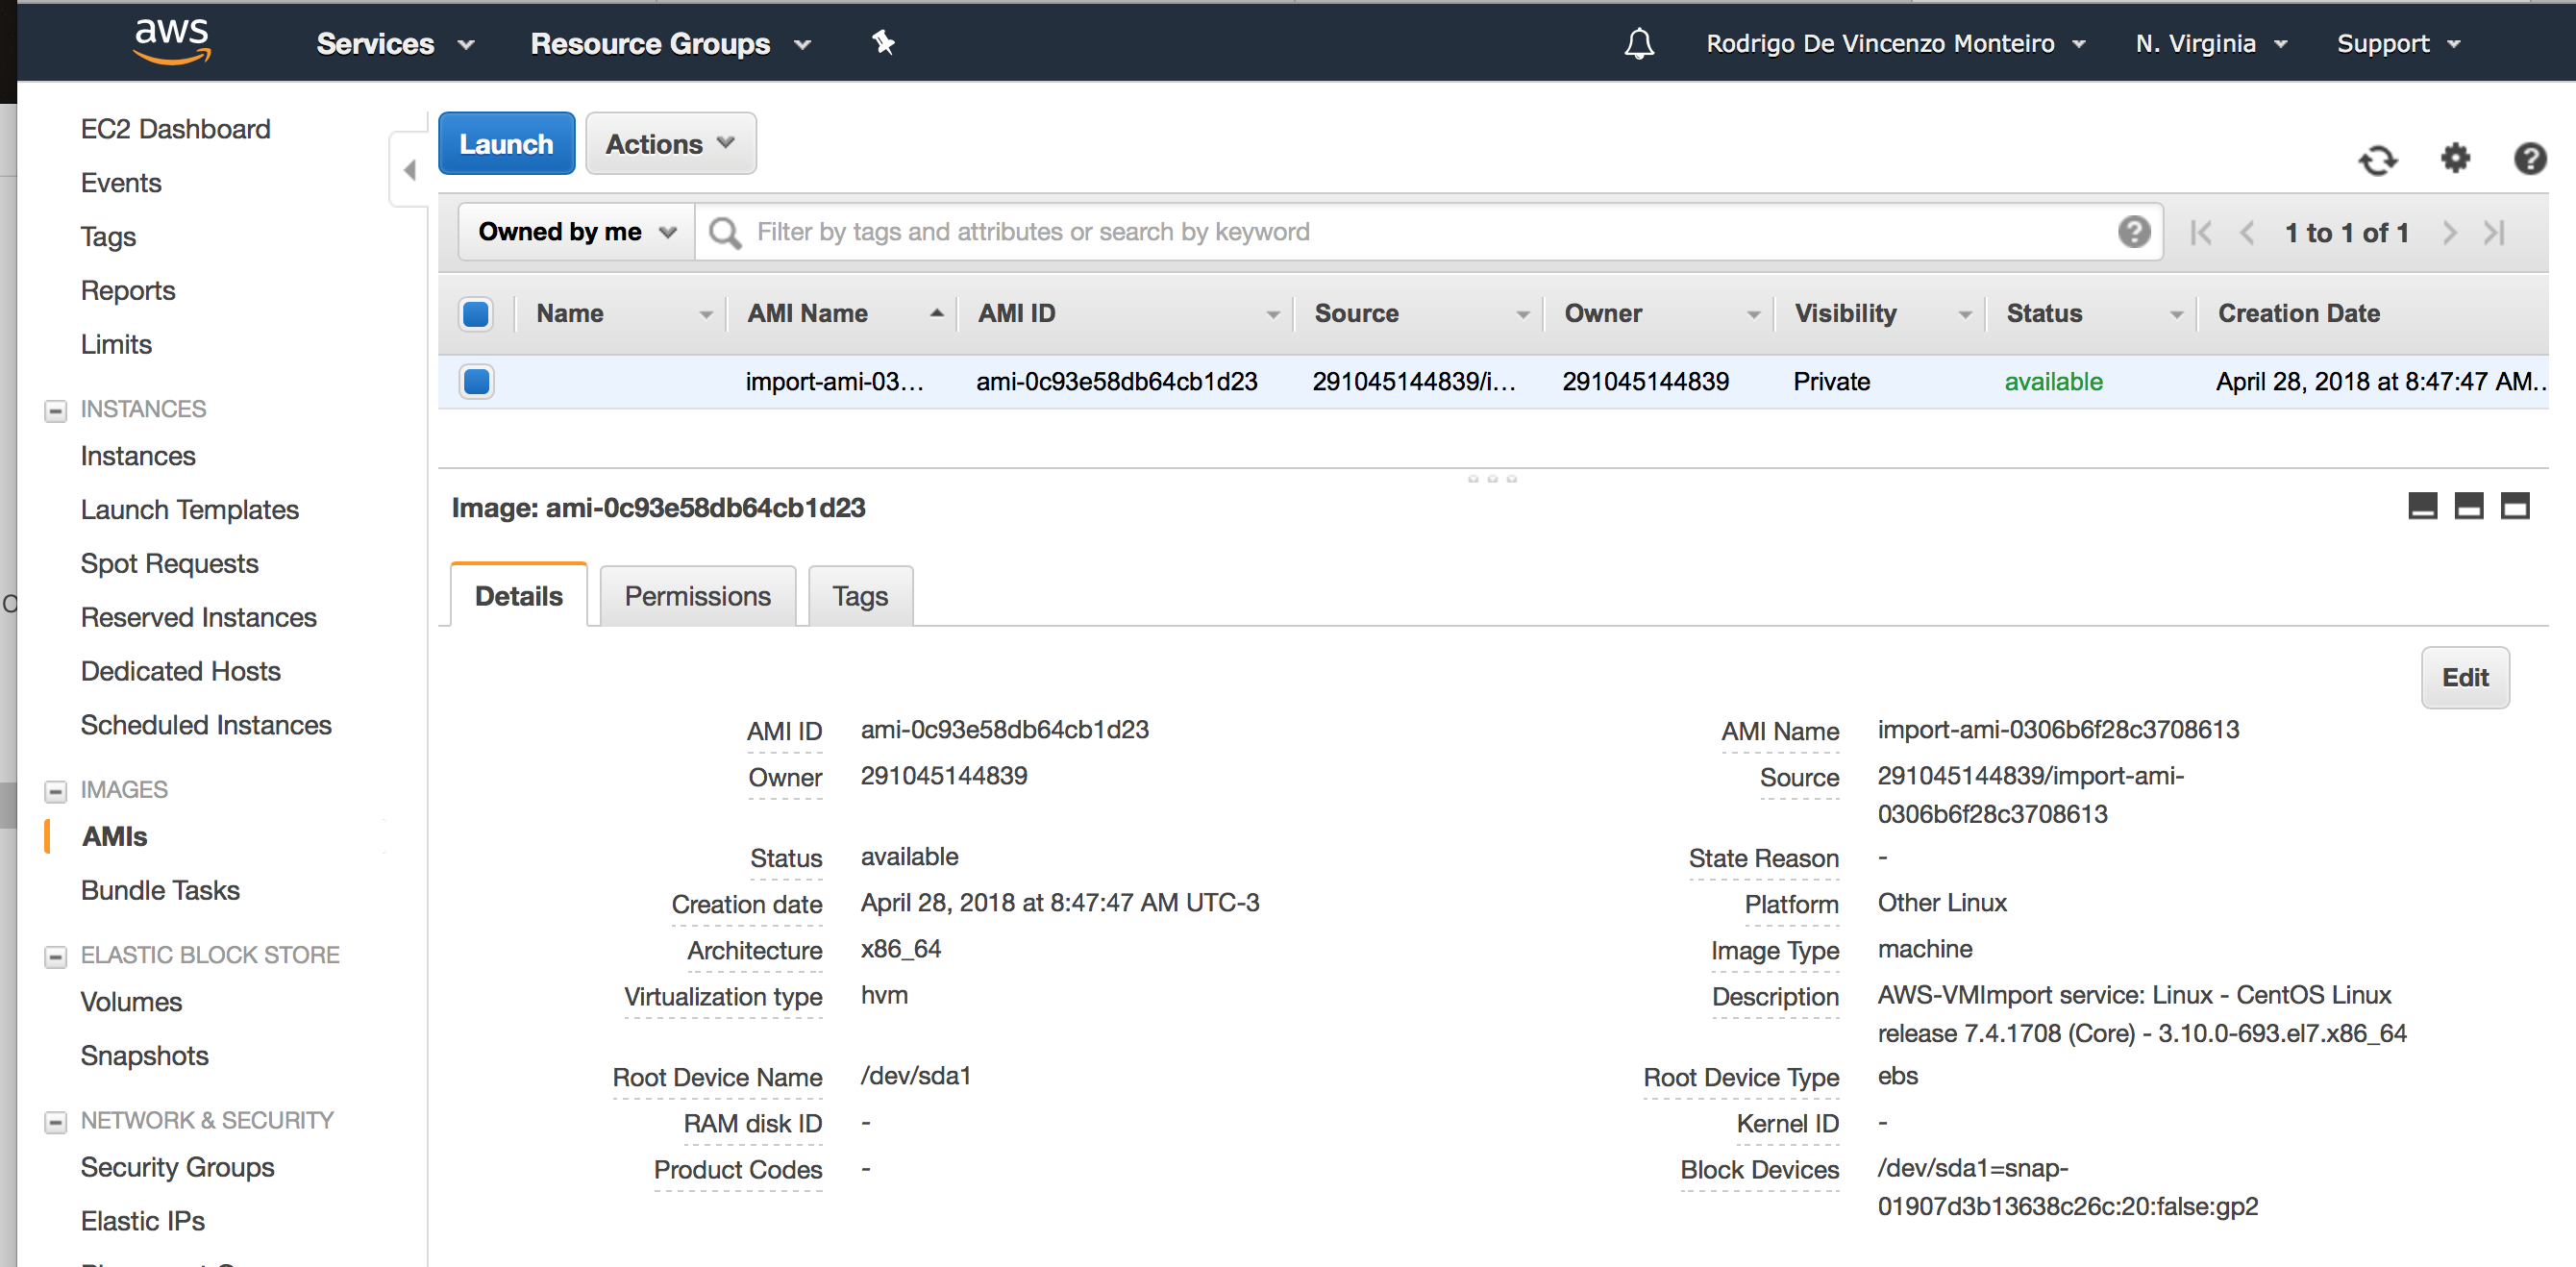 aws
Services
Resource Groups
Rodrigo De Vincenzo Monteiro
N. Virginia
Support
EC2 Dashboard
Events
Tags
Reports
Limits
INSTANCES
Instances
Launch Templates
Spot Requests
Reserved Instances
Dedicated Hosts
Scheduled Instances
IMAGES
AMIs
Bundle Tasks
ELASTIC BLOCK STORE
Volumes
Snapshots
NETWORK & SECURITY
Security Groups
Elastic IPs
Launch
Actions
Owned by me
Filter by tags and attributes or search by keyword
1 to 1 of 1
Name AMI Name AMI ID Source Owner Visibility Status Creation Date
import-ami-03... ami-0c93e58db64cb1d23 291045144839/i... 291045144839 Private available April 28, 2018 at 8:47:47 AM...
Image: ami-0c93e58db64cb1d23
Details
Permissions
Tags
Edit
AMI ID ami-0c93e58db64cb1d23
AMI Name import-ami-0306b6f28c3708613
Owner 291045144839
Source 291045144839/import-ami-
0306b6f28c3708613
Status available
State Reason -
Creation date April 28, 2018 at 8:47:47 AM UTC-3
Platform Other Linux
Architecture x86_64
Image Type machine
Virtualization type hvm
Description AWS-VMImport service: Linux - CentOS Linux
release 7.4.1708 (Core) - 3.10.0-693.el7.x86_64
Root Device Name /dev/sda1
Root Device Type ebs
RAM disk ID -
Kernel ID -
Product Codes -
Block Devices /dev/sda1=snap-
01907d3b13638c26c:20:false:gp2